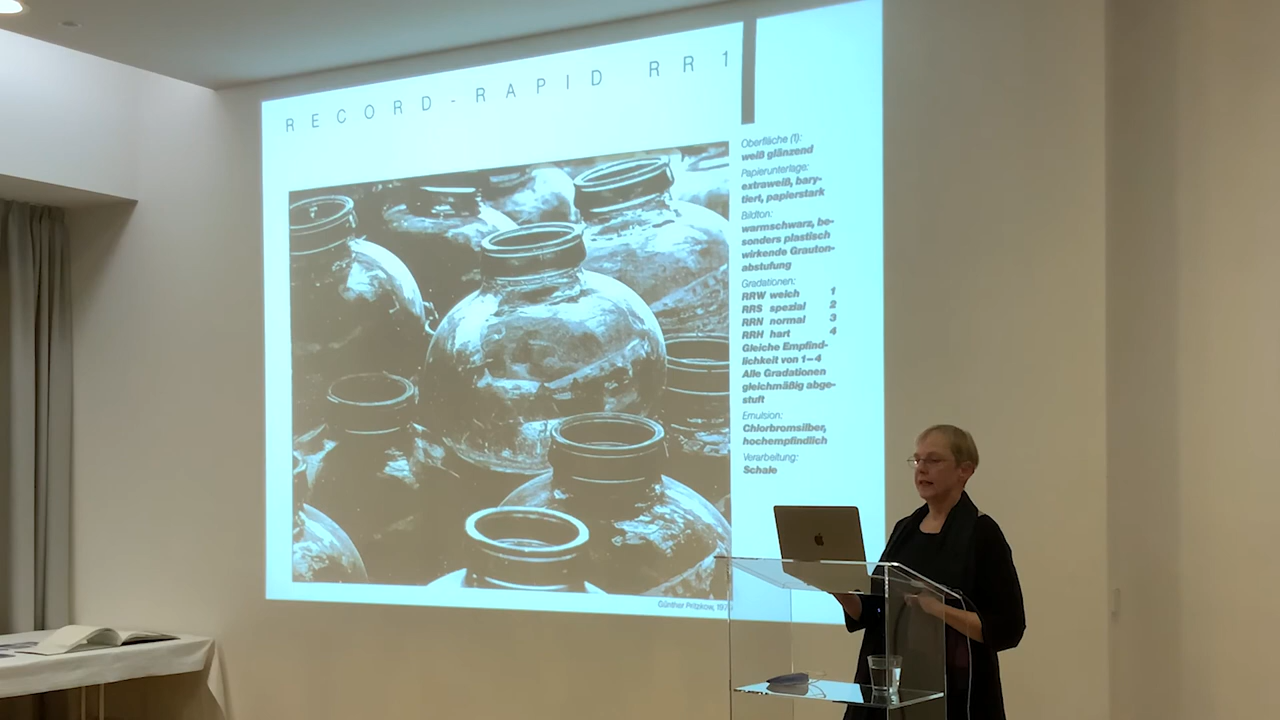 RECORD-RAPID RR1
Oberfläche (1):
weiß glänzend
Papierunterlage:
extraweiß, bary-
tiert, papierstark
Bildton:
warmschwarz, be-
sonders plastisch
wirkende Grauton-
abstufung
Gradationen:
RRW weich 1
RRS spezial 2
RRN normal 3
RRH hart 4
Gleiche Empfind-
lichkeit von 1–4
Alle Gradationen
gleichmäßig abge-
stuft
Emulsion:
Chlorbromsilber,
hochempfindlich
Verarbeitung:
Schale
Günther Pritzkow,